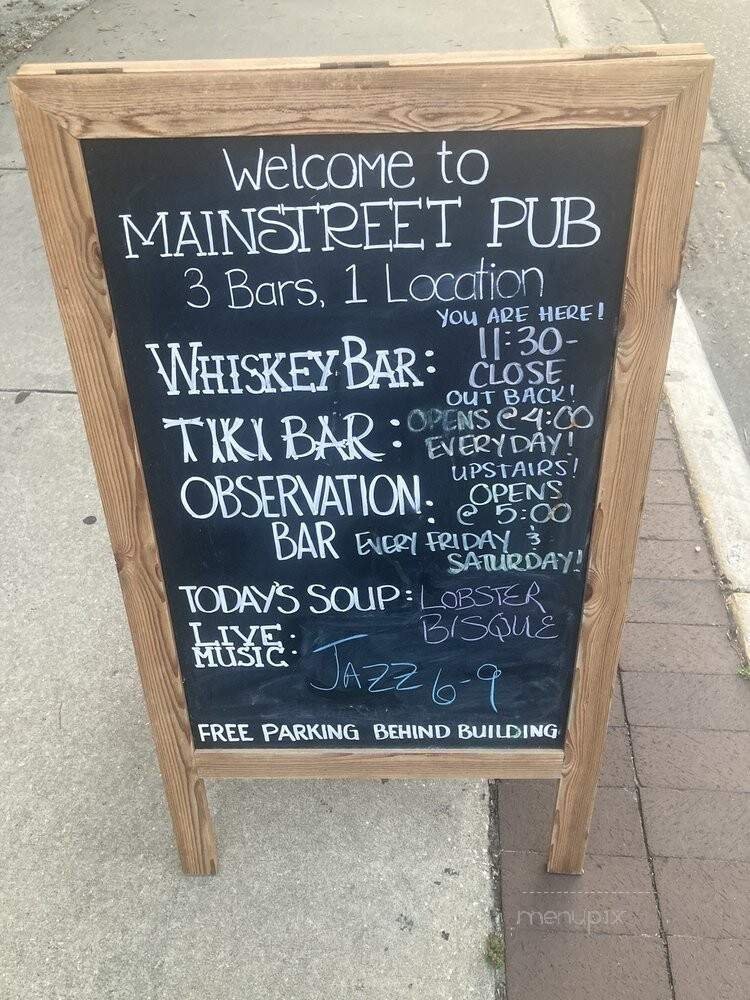 Welcome to
MAINSTREET PUB
3 Bars, 1 Location
YOU ARE HERE!
WHISKEY BAR: 11:30-
CLOSE
OUT BACK!
TIKI BAR: OPENS @ 4:00
EVERYDAY!
UPSTAIRS!
OBSERVATION: OPENS
@ 5:00
BAR EVERY FRIDAY &
SATURDAY!
TODAY'S SOUP: LOBSTER
BISQUE
LIVE
MUSIC: JAZZ 6-9
FREE PARKING BEHIND BUILDING
menupix